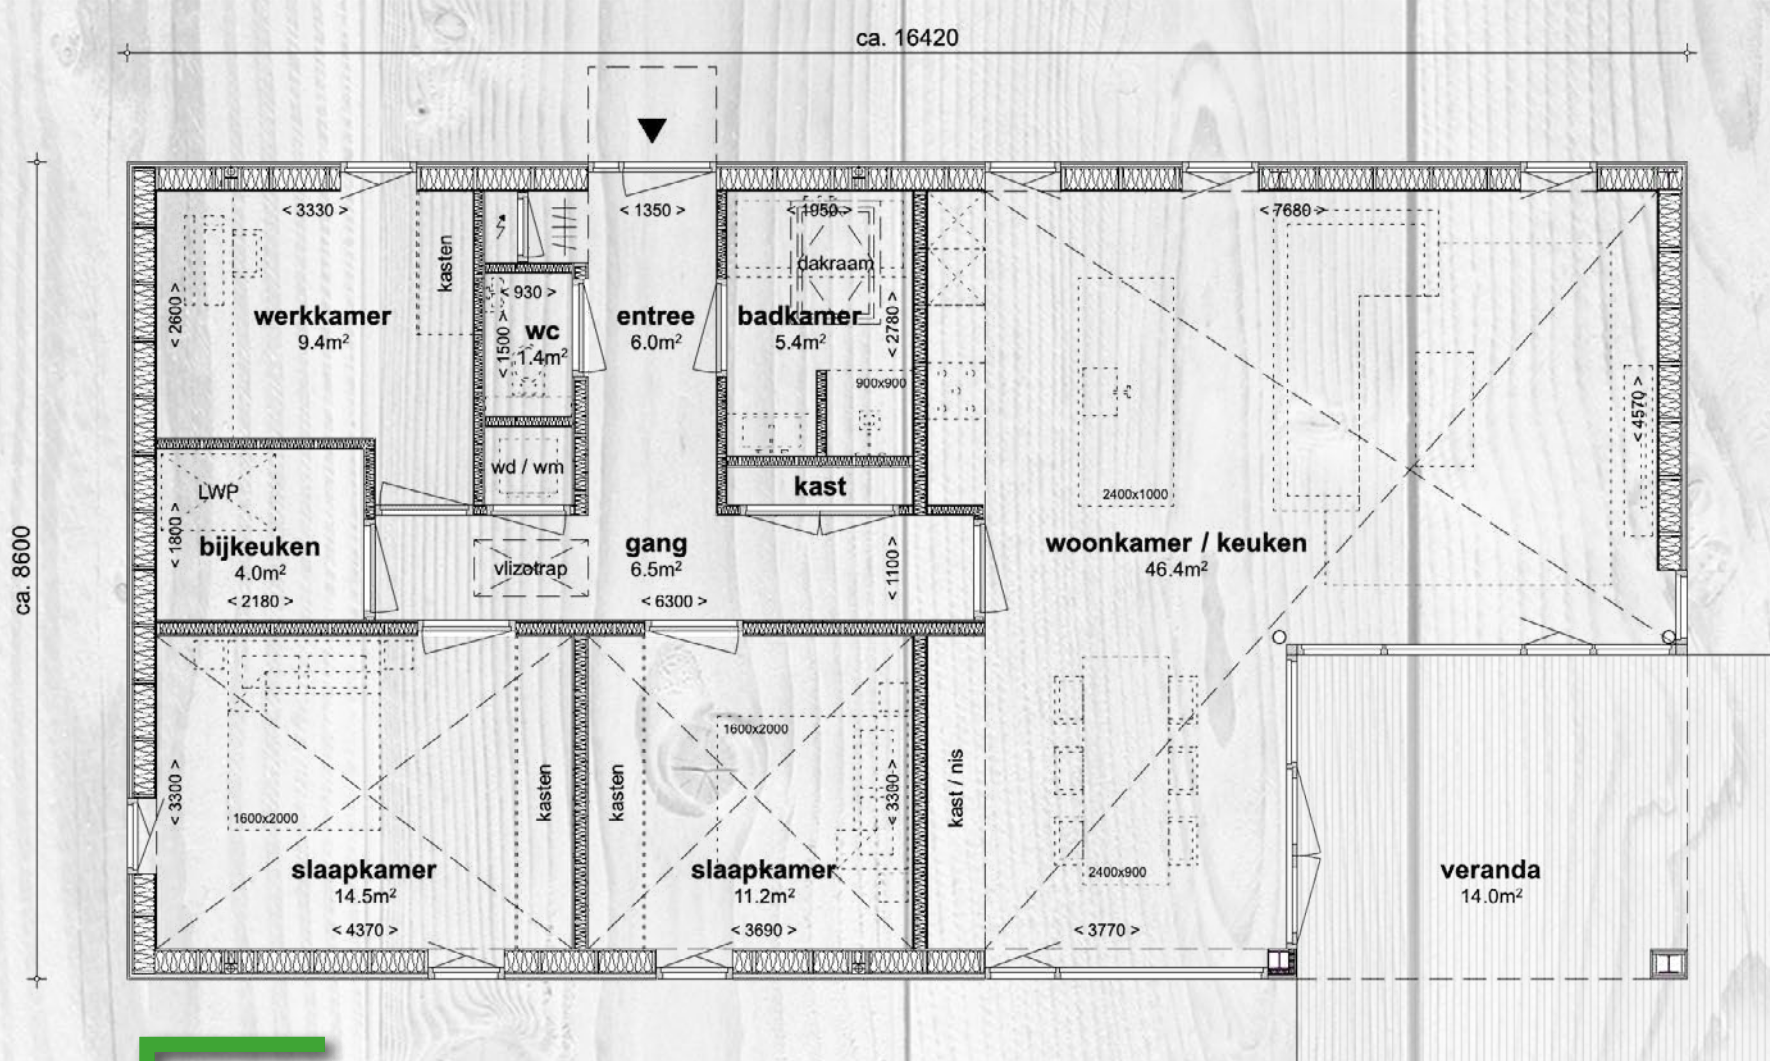 ca. 16420
ca. 8600
< 3330 >
< 1350 >
< 1950 >
< 7680 >
kasten
dakraam
< 2600 >
werkkamer
9.4m²
< 930 >
< 1500 >
wc
1.4m²
entree
6.0m²
badkamer
5.4m²
< 2780 >
900x900
< 4570 >
wd / wm
kast
2400x1000
LWP
< 1800 >
bijkeuken
4.0m²
< 2180 >
vlizotrap
gang
6.5m²
< 6300 >
< 1100 >
woonkamer / keuken
46.4m²
1600x2000
< 3300 >
1600x2000
kasten
kasten
< 3300 >
kast / nis
slaapkamer
14.5m²
< 4370 >
slaapkamer
11.2m²
< 3690 >
2400x900
< 3770 >
veranda
14.0m²